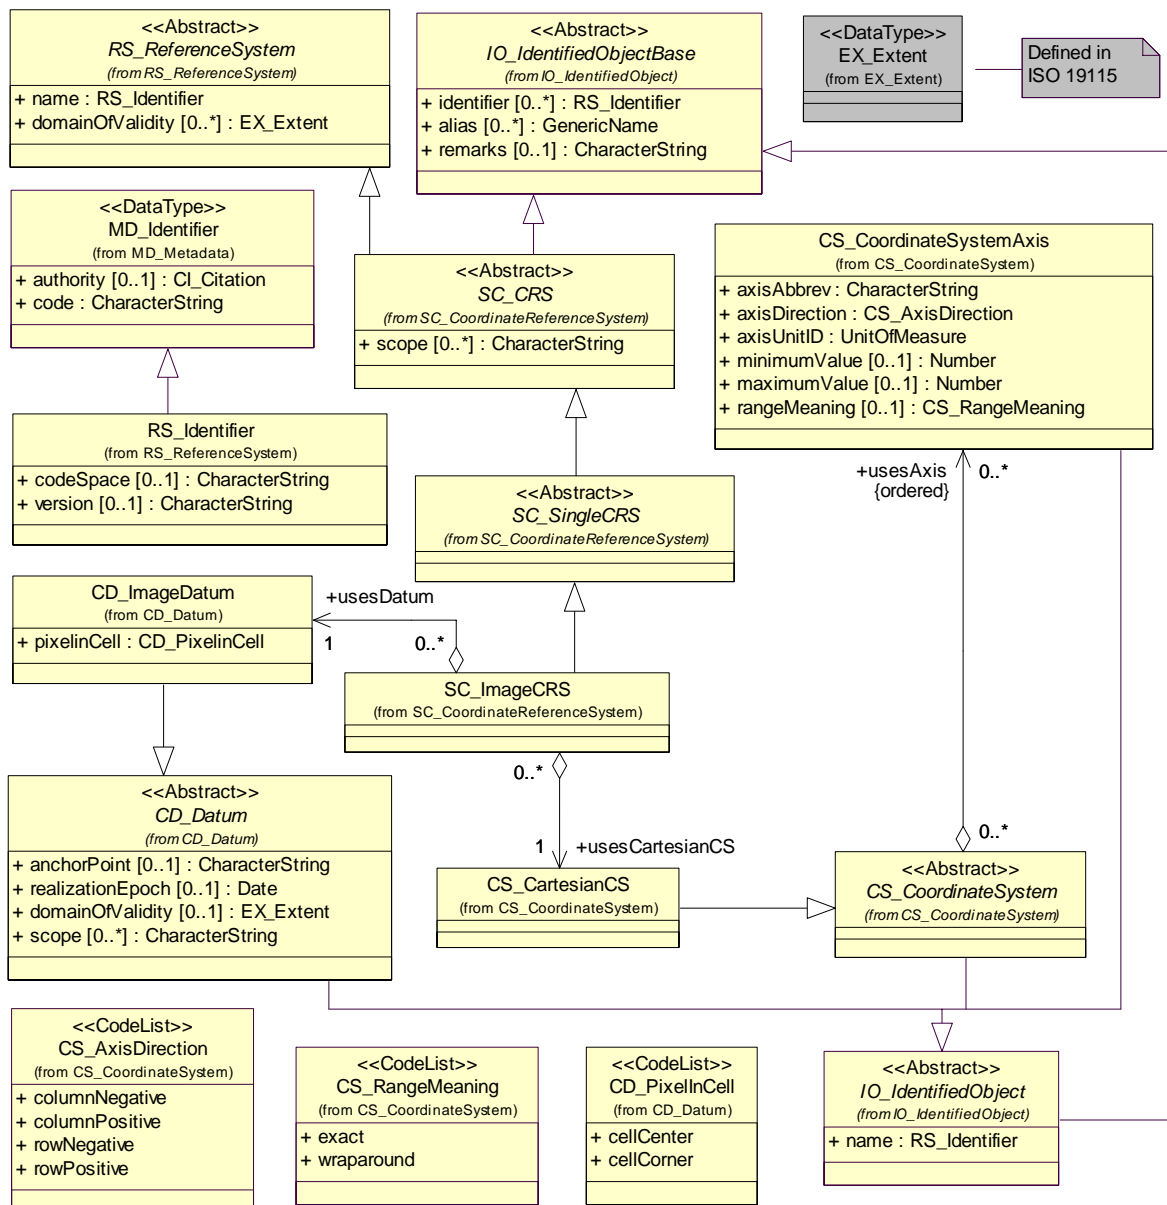 <<Abstract>>
RS_ReferenceSystem
(from RS_ReferenceSystem)
+ name : RS_Identifier
+ domainOfValidity [0..*] : EX_Extent
<<Abstract>>
IO_IdentifiedObjectBase
(from IO_IdentifiedObject)
+ identifier [0..*] : RS_Identifier
+ alias [0..*] : GenericName
+ remarks [0..1] : CharacterString
<<DataType>>
EX_Extent
(from EX_Extent)
Defined in
ISO 19115
<<DataType>>
MD_Identifier
(from MD_Metadata)
+ authority [0..1] : CI_Citation
+ code : CharacterString
<<Abstract>>
SC_CRS
(from SC_CoordinateReferenceSystem)
+ scope [0..*] : CharacterString
CS_CoordinateSystemAxis
(from CS_CoordinateSystem)
+ axisAbbrev : CharacterString
+ axisDirection : CS_AxisDirection
+ axisUnitID : UnitOfMeasure
+ minimumValue [0..1] : Number
+ maximumValue [0..1] : Number
+ rangeMeaning [0..1] : CS_RangeMeaning
RS_Identifier
(from RS_ReferenceSystem)
+ codeSpace [0..1] : CharacterString
+ version [0..1] : CharacterString
<<Abstract>>
SC_SingleCRS
(from SC_CoordinateReferenceSystem)
+usesAxis
{ordered}
0..*
CD_ImageDatum
(from CD_Datum)
+ pixelinCell : CD_PixelinCell
+usesDatum
1
0..*
SC_ImageCRS
(from SC_CoordinateReferenceSystem)
0..*
1
+usesCartesianCS
<<Abstract>>
CD_Datum
(from CD_Datum)
+ anchorPoint [0..1] : CharacterString
+ realizationEpoch [0..1] : Date
+ domainOfValidity [0..1] : EX_Extent
+ scope [0..*] : CharacterString
CS_CartesianCS
(from CS_CoordinateSystem)
0..*
<<Abstract>>
CS_CoordinateSystem
(from CS_CoordinateSystem)
<<CodeList>>
CS_AxisDirection
(from CS_CoordinateSystem)
+ columnNegative
+ columnPositive
+ rowNegative
+ rowPositive
<<CodeList>>
CS_RangeMeaning
(from CS_CoordinateSystem)
+ exact
+ wraparound
<<CodeList>>
CD_PixelInCell
(from CD_Datum)
+ cellCenter
+ cellCorner
<<Abstract>>
IO_IdentifiedObject
(from IO_IdentifiedObject)
+ name : RS_Identifier